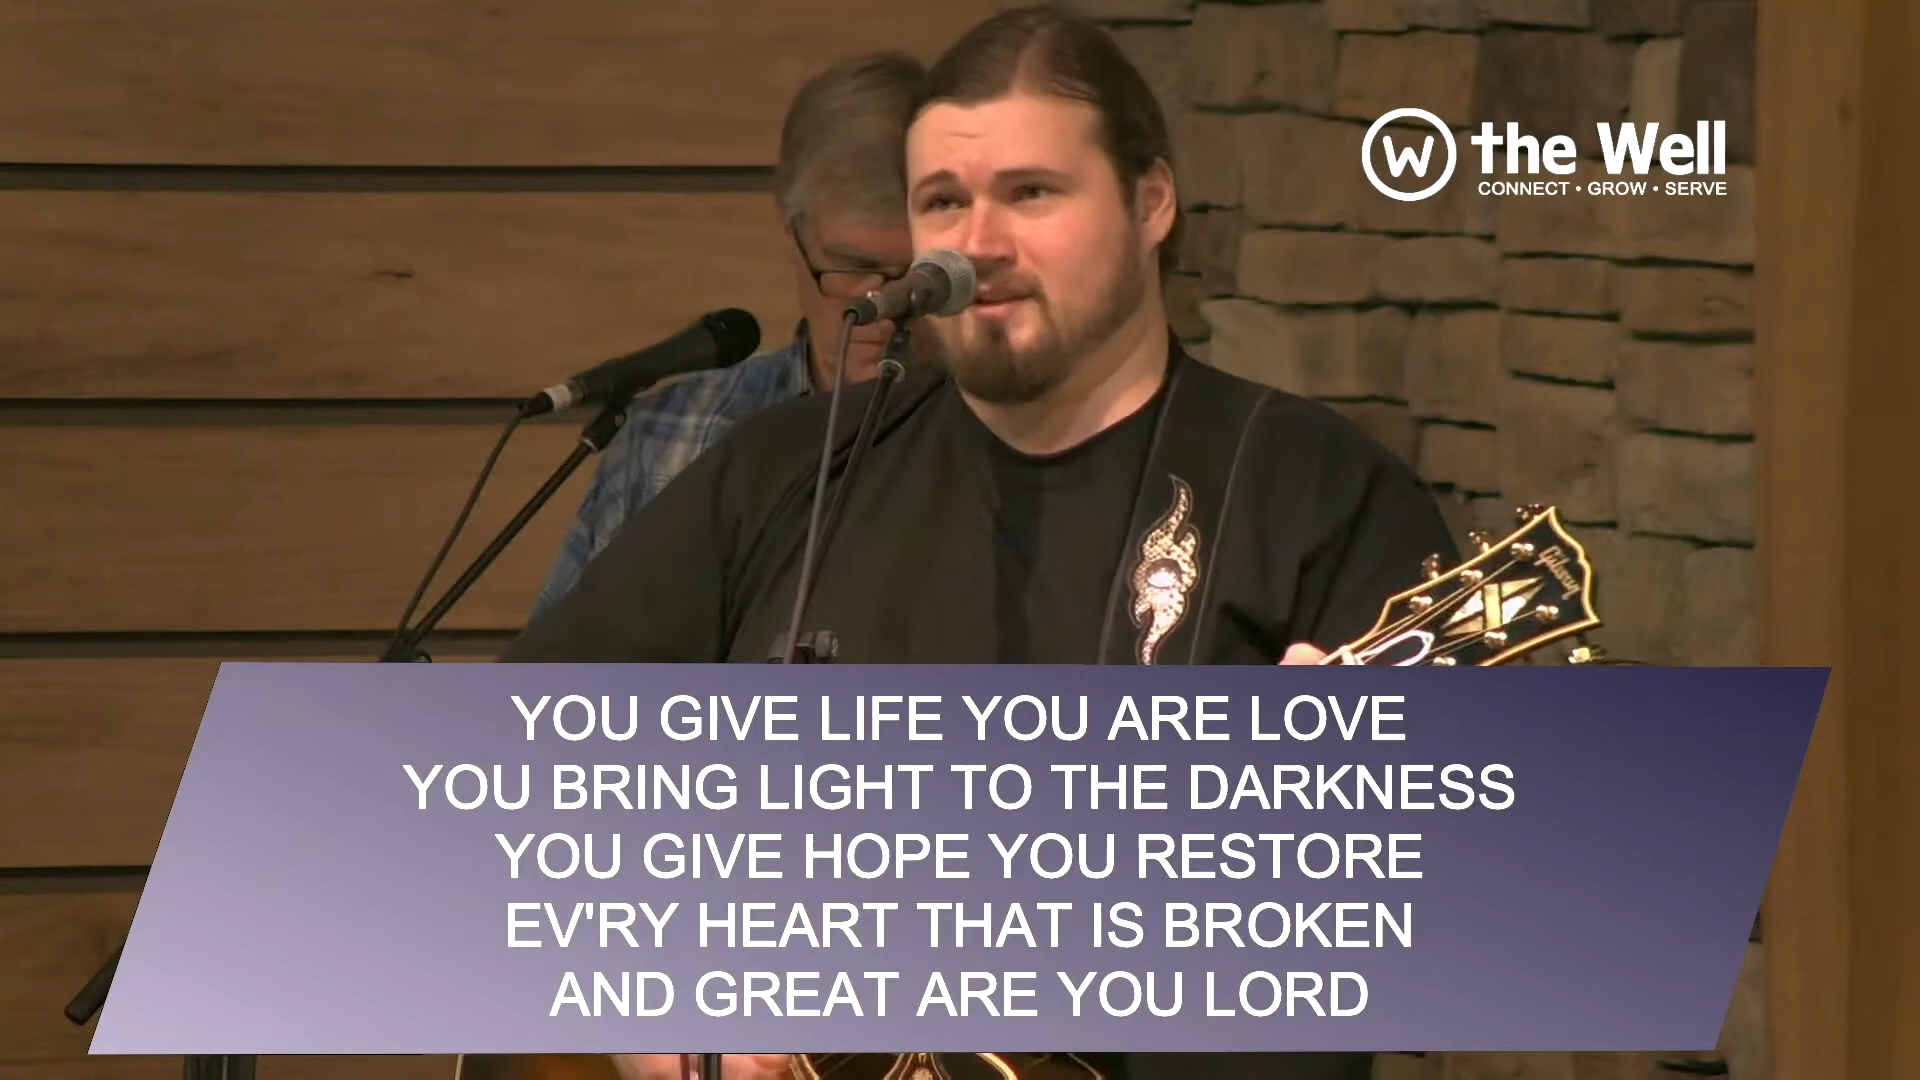 the Well
CONNECT • GROW • SERVE
Gibson
YOU GIVE LIFE YOU ARE LOVE
YOU BRING LIGHT TO THE DARKNESS
YOU GIVE HOPE YOU RESTORE
EV'RY HEART THAT IS BROKEN
AND GREAT ARE YOU LORD